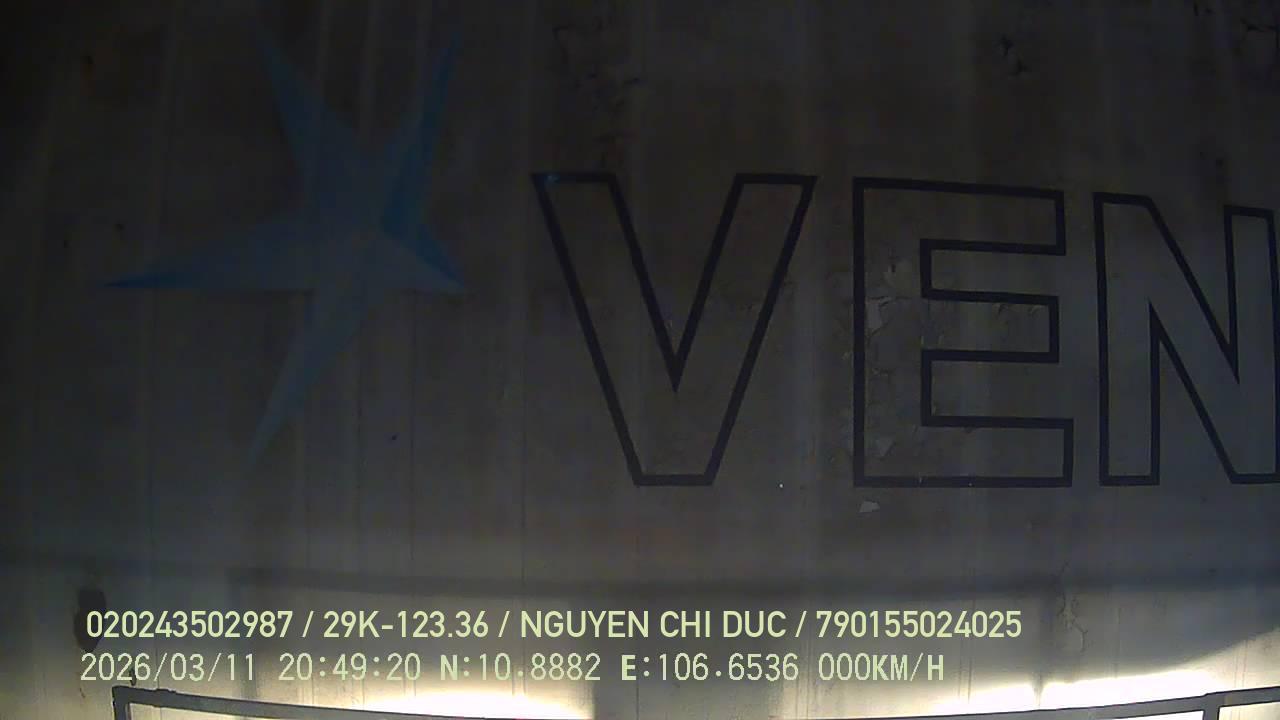 VEN
020243502987 / 29K-123.36 / NGUYEN CHI DUC / 790155024025
2026/03/11 20:49:20 N:10.8882 E:106.6536 000KM/H